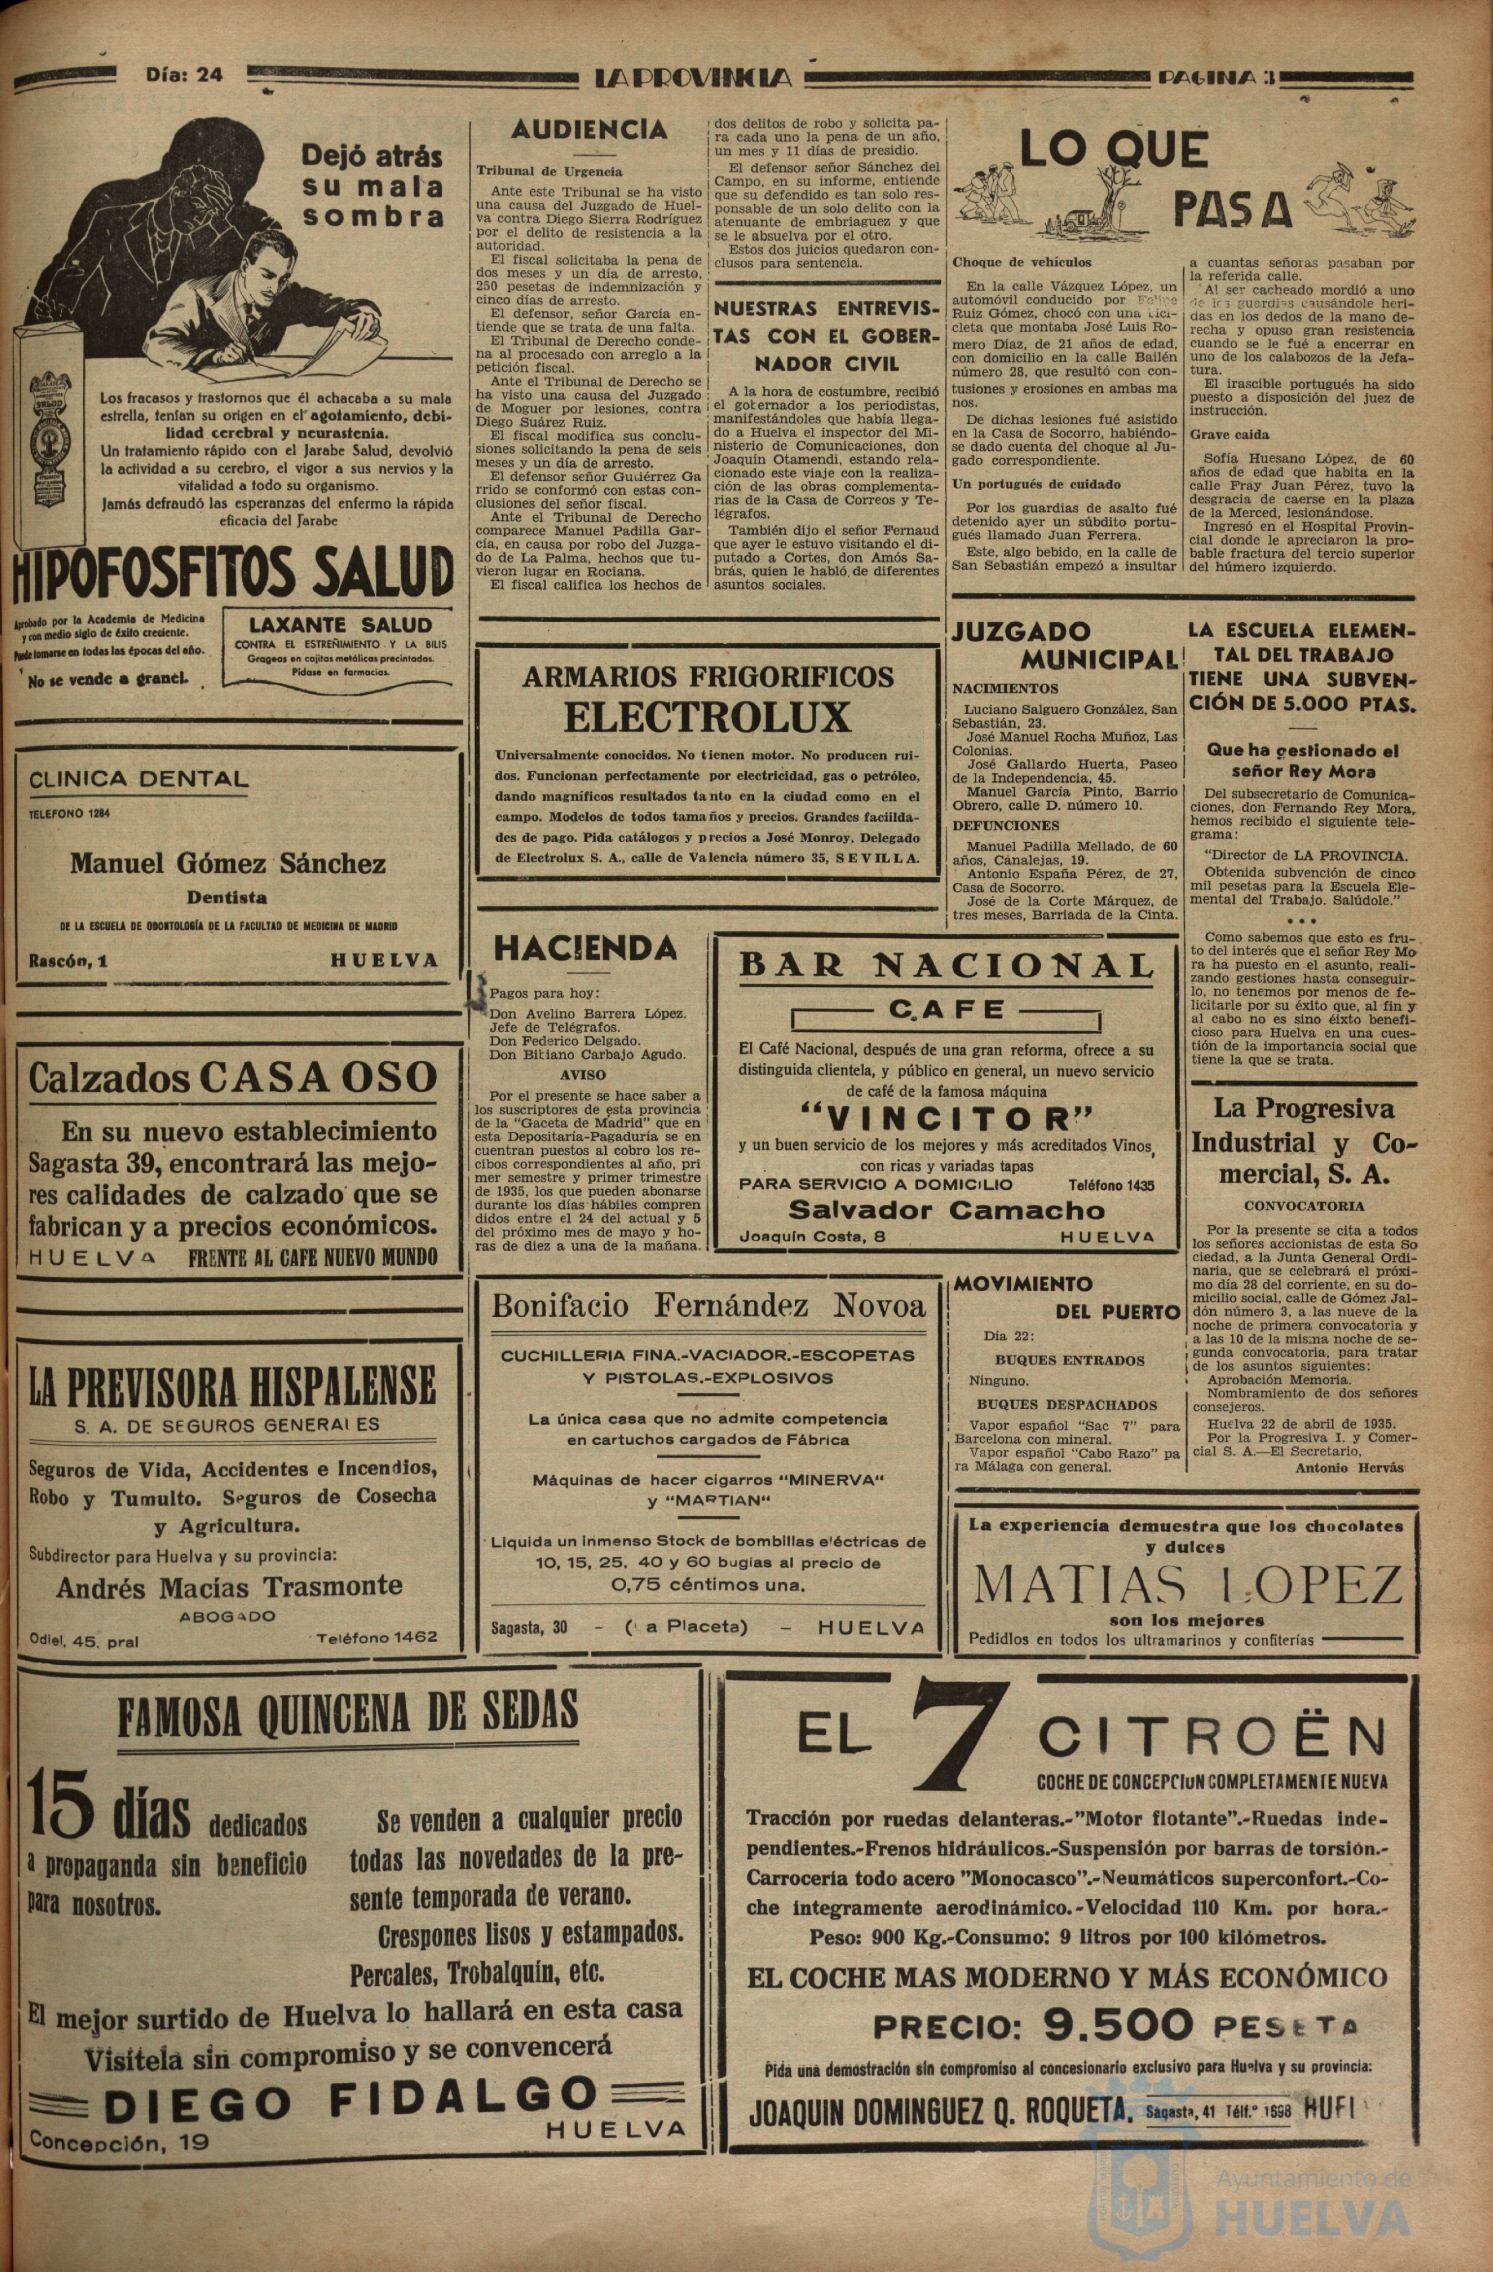 Día: 24
LA PROVINCIA
PAGINA 3
Dejó atrás
su mala
sombra
SALUD
Los fracasos y trastornos que él achacaba a su mala
estrella, tenían su origen en el agotamiento, debi-
lidad cerebral y neurastenia.
Un tratamiento rápido con el Jarabe Salud, devolvió
la actividad a su cerebro, el vigor a sus nervios y la
vitalidad a todo su organismo.
Jamás defraudó las esperanzas del enfermo la rápida
eficacia del Jarabe
HIPOFOSFITOS SALUD
Aprobado por la Academia de Medicina
y con medio siglo de éxito creciente.
Puede tomarse en todas las épocas del año.
No se vende a granel.
LAXANTE SALUD
CONTRA EL ESTREÑIMIENTO Y LA BILIS
Grageas en cajitas metálicas precintadas.
Pídase en farmacias.
CLINICA DENTAL
TELEFONO 1284
Manuel Gómez Sánchez
Dentista
DE LA ESCUELA DE ODONTOLOGÍA DE LA FACULTAD DE MEDICINA DE MADRID
Rascón, 1 HUELVA
Calzados CASA OSO
En su nuevo establecimiento
Sagasta 39, encontrará las mejo-
res calidades de calzado que se
fabrican y a precios económicos.
HUELVA FRENTE AL CAFE NUEVO MUNDO
LA PREVISORA HISPALENSE
S. A. DE SEGUROS GENERALES
Seguros de Vida, Accidentes e Incendios,
Robo y Tumulto. Seguros de Cosecha
y Agricultura.
Subdirector para Huelva y su provincia:
Andrés Macías Trasmonte
ABOGADO
Odiel, 45, pral Teléfono 1462
AUDIENCIA
Tribunal de Urgencia
Ante este Tribunal se ha visto
una causa del Juzgado de Huel-
va contra Diego Sierra Rodríguez
por el delito de resistencia a la
autoridad.
El fiscal solicitaba la pena de
dos meses y un día de arresto,
250 pesetas de indemnización y
cinco días de arresto.
El defensor, señor García en-
tiende que se trata de una falta.
El Tribunal de Derecho conde-
na al procesado con arreglo a la
petición fiscal.
Ante el Tribunal de Derecho se
ha visto una causa del Juzgado
de Moguer por lesiones, contra
Diego Suárez Ruiz.
El fiscal modifica sus conclu-
siones solicitando la pena de seis
meses y un día de arresto.
El defensor señor Gutiérrez Ga
rrido se conformó con estas con-
clusiones del señor fiscal.
Ante el Tribunal de Derecho
comparece Manuel Padilla Gar-
cía, en causa por robo del Juzga-
do de La Palma, hechos que tu-
vieron lugar en Rociana.
El fiscal califica los hechos de
dos delitos de robo y solicita pa-
ra cada uno la pena de un año,
un mes y 11 días de presidio.
El defensor señor Sánchez del
Campo, en su informe, entiende
que su defendido es tan solo res-
ponsable de un solo delito con la
atenuante de embriaguez y que
se le absuelva por el otro.
Estos dos juicios quedaron con-
clusos para sentencia.
NUESTRAS ENTREVIS-
TAS CON EL GOBER-
NADOR CIVIL
A la hora de costumbre, recibió
el gobernador a los periodistas,
manifestándoles que había llega-
do a Huelva el inspector del Mi-
nisterio de Comunicaciones, don
Joaquín Otamendi, estando rela-
cionado este viaje con la realiza-
ción de las obras complementa-
rias de la Casa de Correos y Te-
légrafos.
También dijo el señor Fernaud
que ayer le estuvo visitando el di-
putado a Cortes, don Amós Sa-
brás, quien le habló de diferentes
asuntos sociales.
LO QUE
PASA
Choque de vehículos
En la calle Vázquez López, un
automóvil conducido por Felipe
Ruiz Gómez, chocó con una bici-
cleta que montaba José Luis Ro-
mero Díaz, de 21 años de edad,
con domicilio en la calle Bailén
número 28, que resultó con con-
tusiones y erosiones en ambas ma
nos.
De dichas lesiones fué asistido
en la Casa de Socorro, habiéndo-
se dado cuenta del choque al Ju-
gado correspondiente.
Un portugués de cuidado
Por los guardias de asalto fué
detenido ayer un súbdito portu-
gués llamado Juan Ferrera.
Este, algo bebido, en la calle de
San Sebastián empezó a insultar
a cuantas señoras pasaban por
la referida calle.
Al ser cacheado mordió a uno
de los guardias causándole heri-
das en los dedos de la mano de-
recha y opuso gran resistencia
cuando se le fué a encerrar en
uno de los calabozos de la Jefa-
tura.
El irascible portugués ha sido
puesto a disposición del juez de
instrucción.
Grave caida
Sofía Huesano López, de 60
años de edad que habita en la
calle Fray Juan Pérez, tuvo la
desgracia de caerse en la plaza
de la Merced, lesionándose.
Ingresó en el Hospital Provin-
cial donde le apreciaron la pro-
bable fractura del tercio superior
del húmero izquierdo.
ARMARIOS FRIGORIFICOS
ELECTROLUX
Universalmente conocidos. No tienen motor. No producen rui-
dos. Funcionan perfectamente por electricidad, gas o petróleo,
dando magníficos resultados tanto en la ciudad como en el
campo. Modelos de todos tamaños y precios. Grandes faciilda-
des de pago. Pida catálogos y precios a José Monroy, Delegado
de Electrolux S. A., calle de Valencia número 35, SEVILLA.
JUZGADO
MUNICIPAL
NACIMIENTOS
Luciano Salguero González, San
Sebastián, 23.
José Manuel Rocha Muñoz, Las
Colonias.
José Gallardo Huerta, Paseo
de la Independencia, 45.
Manuel García Pinto, Barrio
Obrero, calle D. número 10.
DEFUNCIONES
Manuel Padilla Mellado, de 60
años, Cánalejas, 19.
Antonio España Pérez, de 27,
Casa de Socorro.
José de la Corte Márquez, de
tres meses, Barriada de la Cinta.
LA ESCUELA ELEMEN-
TAL DEL TRABAJO
TIENE UNA SUBVEN-
CIÓN DE 5.000 PTAS.
Que ha gestionado el
señor Rey Mora
Del subsecretario de Comunica-
ciones, don Fernando Rey Mora,
hemos recibido el siguiente tele-
grama:
"Director de LA PROVINCIA.
Obtenida subvención de cinco
mil pesetas para la Escuela Ele-
mental del Trabajo. Salúdole."
* * *
Como sabemos que esto es fru-
to del interés que el señor Rey Mo
ra ha puesto en el asunto, reali-
zando gestiones hasta conseguir-
lo, no tenemos por menos de fe-
licitarle por su éxito que, al fin y
al cabo no es sino éixto benefi-
cioso para Huelva en una cues-
tión de la importancia social que
tiene la que se trata.
HACIENDA
Pagos para hoy:
Don Avelino Barrera López.
Jefe de Telégrafos.
Don Federico Delgado.
Don Bitiano Carbajo Agudo.
AVISO
Por el presente se hace saber a
los suscriptores de esta provincia
de la "Gaceta de Madrid" que en
esta Depositaría-Pagaduría se en
cuentran puestos al cobro los re-
cibos correspondientes al año, pri
mer semestre y primer trimestre
de 1935, los que pueden abonarse
durante los días hábiles compren
didos entre el 24 del actual y 5
del próximo mes de mayo y ho-
ras de diez a una de la mañana.
BAR NACIONAL
CAFE
El Café Nacional, después de una gran reforma, ofrece a su
distinguida clientela, y público en general, un nuevo servicio
de café de la famosa máquina
"VINCITOR"
y un buen servicio de los mejores y más acreditados Vinos,
con ricas y variadas tapas
PARA SERVICIO A DOMICILIO Teléfono 1435
Salvador Camacho
Joaquín Costa, 8 HUELVA
La Progresiva
Industrial y Co-
mercial, S. A.
CONVOCATORIA
Por la presente se cita a todos
los señores accionistas de esta So
ciedad, a la Junta General Ordi-
naria, que se celebrará el próxi-
mo día 28 del corriente, en su do-
micilio social, calle de Gómez Jal-
dón número 3, a las nueve de la
noche de primera convocatoria y
a las 10 de la misma noche de se-
gunda convocatoria, para tratar
de los asuntos siguientes:
Aprobación Memoria.
Nombramiento de dos señores
consejeros.
Huelva 22 de abril de 1935.
Por la Progresiva I. y Comer-
cial S. A.—El Secretario,
Antonio Hervás
Bonifacio Fernández Novoa
CUCHILLERIA FINA.-VACIADOR.-ESCOPETAS
Y PISTOLAS.-EXPLOSIVOS
La única casa que no admite competencia
en cartuchos cargados de Fábrica
Máquinas de hacer cigarros "MINERVA"
y "MARTIAN"
Liquida un inmenso Stock de bombillas eléctricas de
10, 15, 25, 40 y 60 bugías al precio de
0,75 céntimos una.
Sagasta, 30 - ( a Placeta) - HUELVA
MOVIMIENTO
DEL PUERTO
Dia 22:
BUQUES ENTRADOS
Ninguno.
BUQUES DESPACHADOS
Vapor español "Sac 7" para
Barcelona con mineral.
Vapor español "Cabo Razo" pa
ra Málaga con general.
La experiencia demuestra que los chocolates
y dulces
MATIAS LOPEZ
son los mejores
Pedidlos en todos los ultramarinos y confiterías
FAMOSA QUINCENA DE SEDAS
15 días dedicados
a propaganda sin beneficio
para nosotros.
Se venden a cualquier precio
todas las novedades de la pre-
sente temporada de verano.
Crespones lisos y estampados.
Percales, Trobalquín, etc.
El mejor surtido de Huelva lo hallará en esta casa
Visítela sin compromiso y se convencerá
DIEGO FIDALGO
Concepción, 19 HUELVA
EL 7 CITROËN
COCHE DE CONCEPCION COMPLETAMENTE NUEVA
Tracción por ruedas delanteras.-"Motor flotante".-Ruedas inde-
pendientes.-Frenos hidráulicos.-Suspensión por barras de torsión.-
Carrocería todo acero "Monocasco".-Neumáticos superconfort.-Co-
che integramente aerodinámico.-Velocidad 110 Km. por hora.-
Peso: 900 Kg.-Consumo: 9 litros por 100 kilómetros.
EL COCHE MAS MODERNO Y MÁS ECONÓMICO
PRECIO: 9.500 PESETA
Pida una demostración sin compromiso al concesionario exclusivo para Huelva y su provincia:
JOAQUIN DOMINGUEZ Q. ROQUETA. Sagasta, 41 Télf.º 1698
Ayuntamiento de
HUELVA